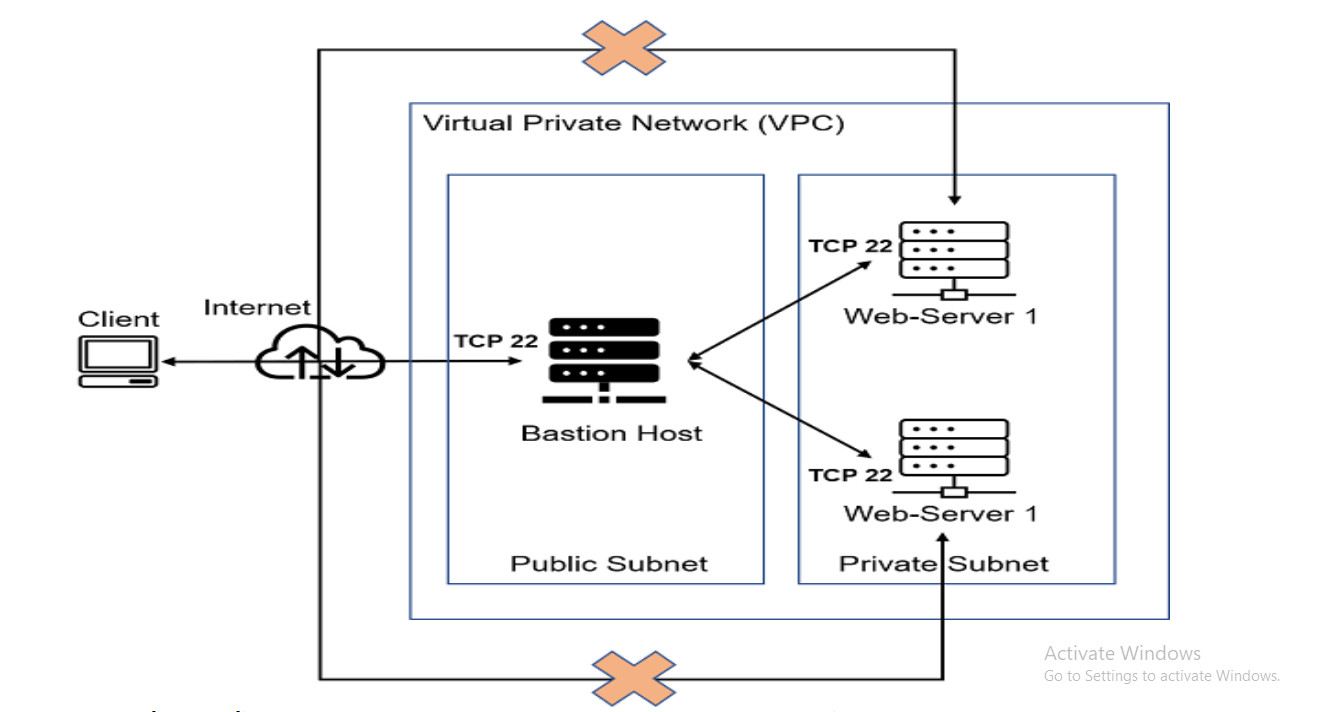 Virtual Private Network (VPC)
Client
Internet
TCP 22
Bastion Host
Public Subnet
TCP 22
Web-Server 1
TCP 22
Web-Server 1
Private Subnet
Activate Windows
Go to Settings to activate Windows.